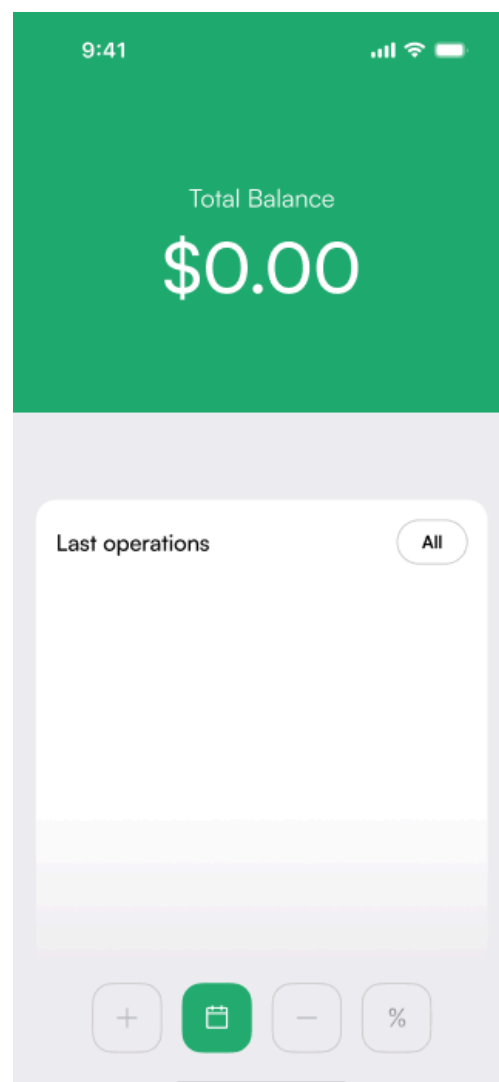 9:41
Total Balance
$0.00
Last operations
All
+ − %